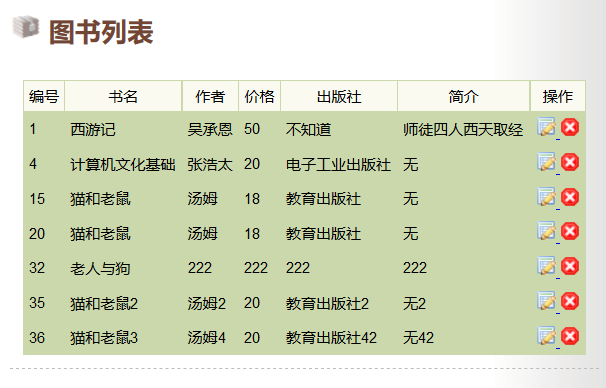 图书列表
编号 书名 作者 价格 出版社 简介 操作
1 西游记 吴承恩 50 不知道 师徒四人西天取经
4 计算机文化基础 张浩太 20 电子工业出版社 无
15 猫和老鼠 汤姆 18 教育出版社 无
20 猫和老鼠 汤姆 18 教育出版社 无
32 老人与狗 222 222 222 222
35 猫和老鼠2 汤姆2 20 教育出版社2 无2
36 猫和老鼠3 汤姆4 20 教育出版社42 无42